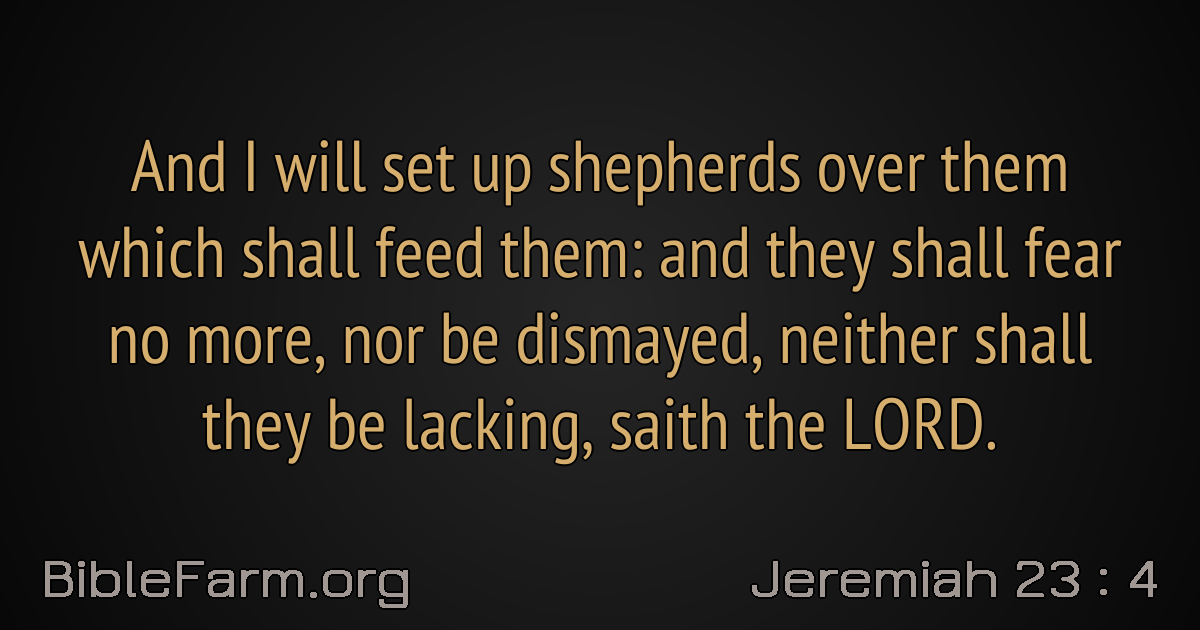 And I will set up shepherds over them
which shall feed them: and they shall fear
no more, nor be dismayed, neither shall
they be lacking, saith the LORD.
BibleFarm.org
Jeremiah 23 : 4